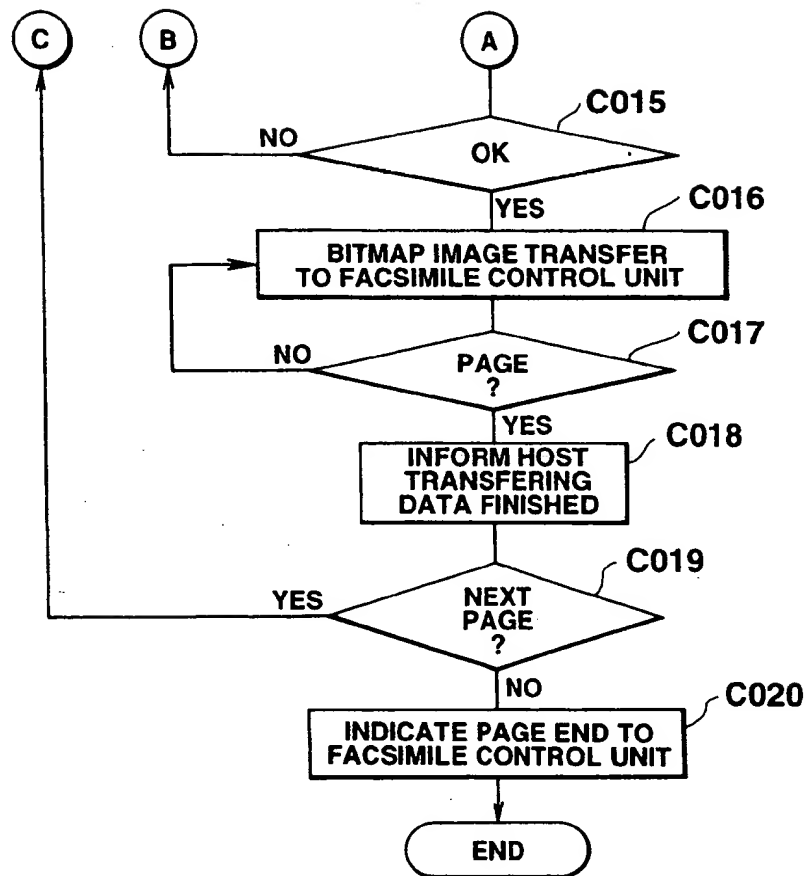 C
B
A
C015
NO
OK
YES
C016
BITMAP IMAGE TRANSFER
TO FACSIMILE CONTROL UNIT
C017
NO
PAGE
?
YES
C018
INFORM HOST
TRANSFERING
DATA FINISHED
C019
YES
NEXT
PAGE
?
NO
C020
INDICATE PAGE END TO
FACSIMILE CONTROL UNIT
END